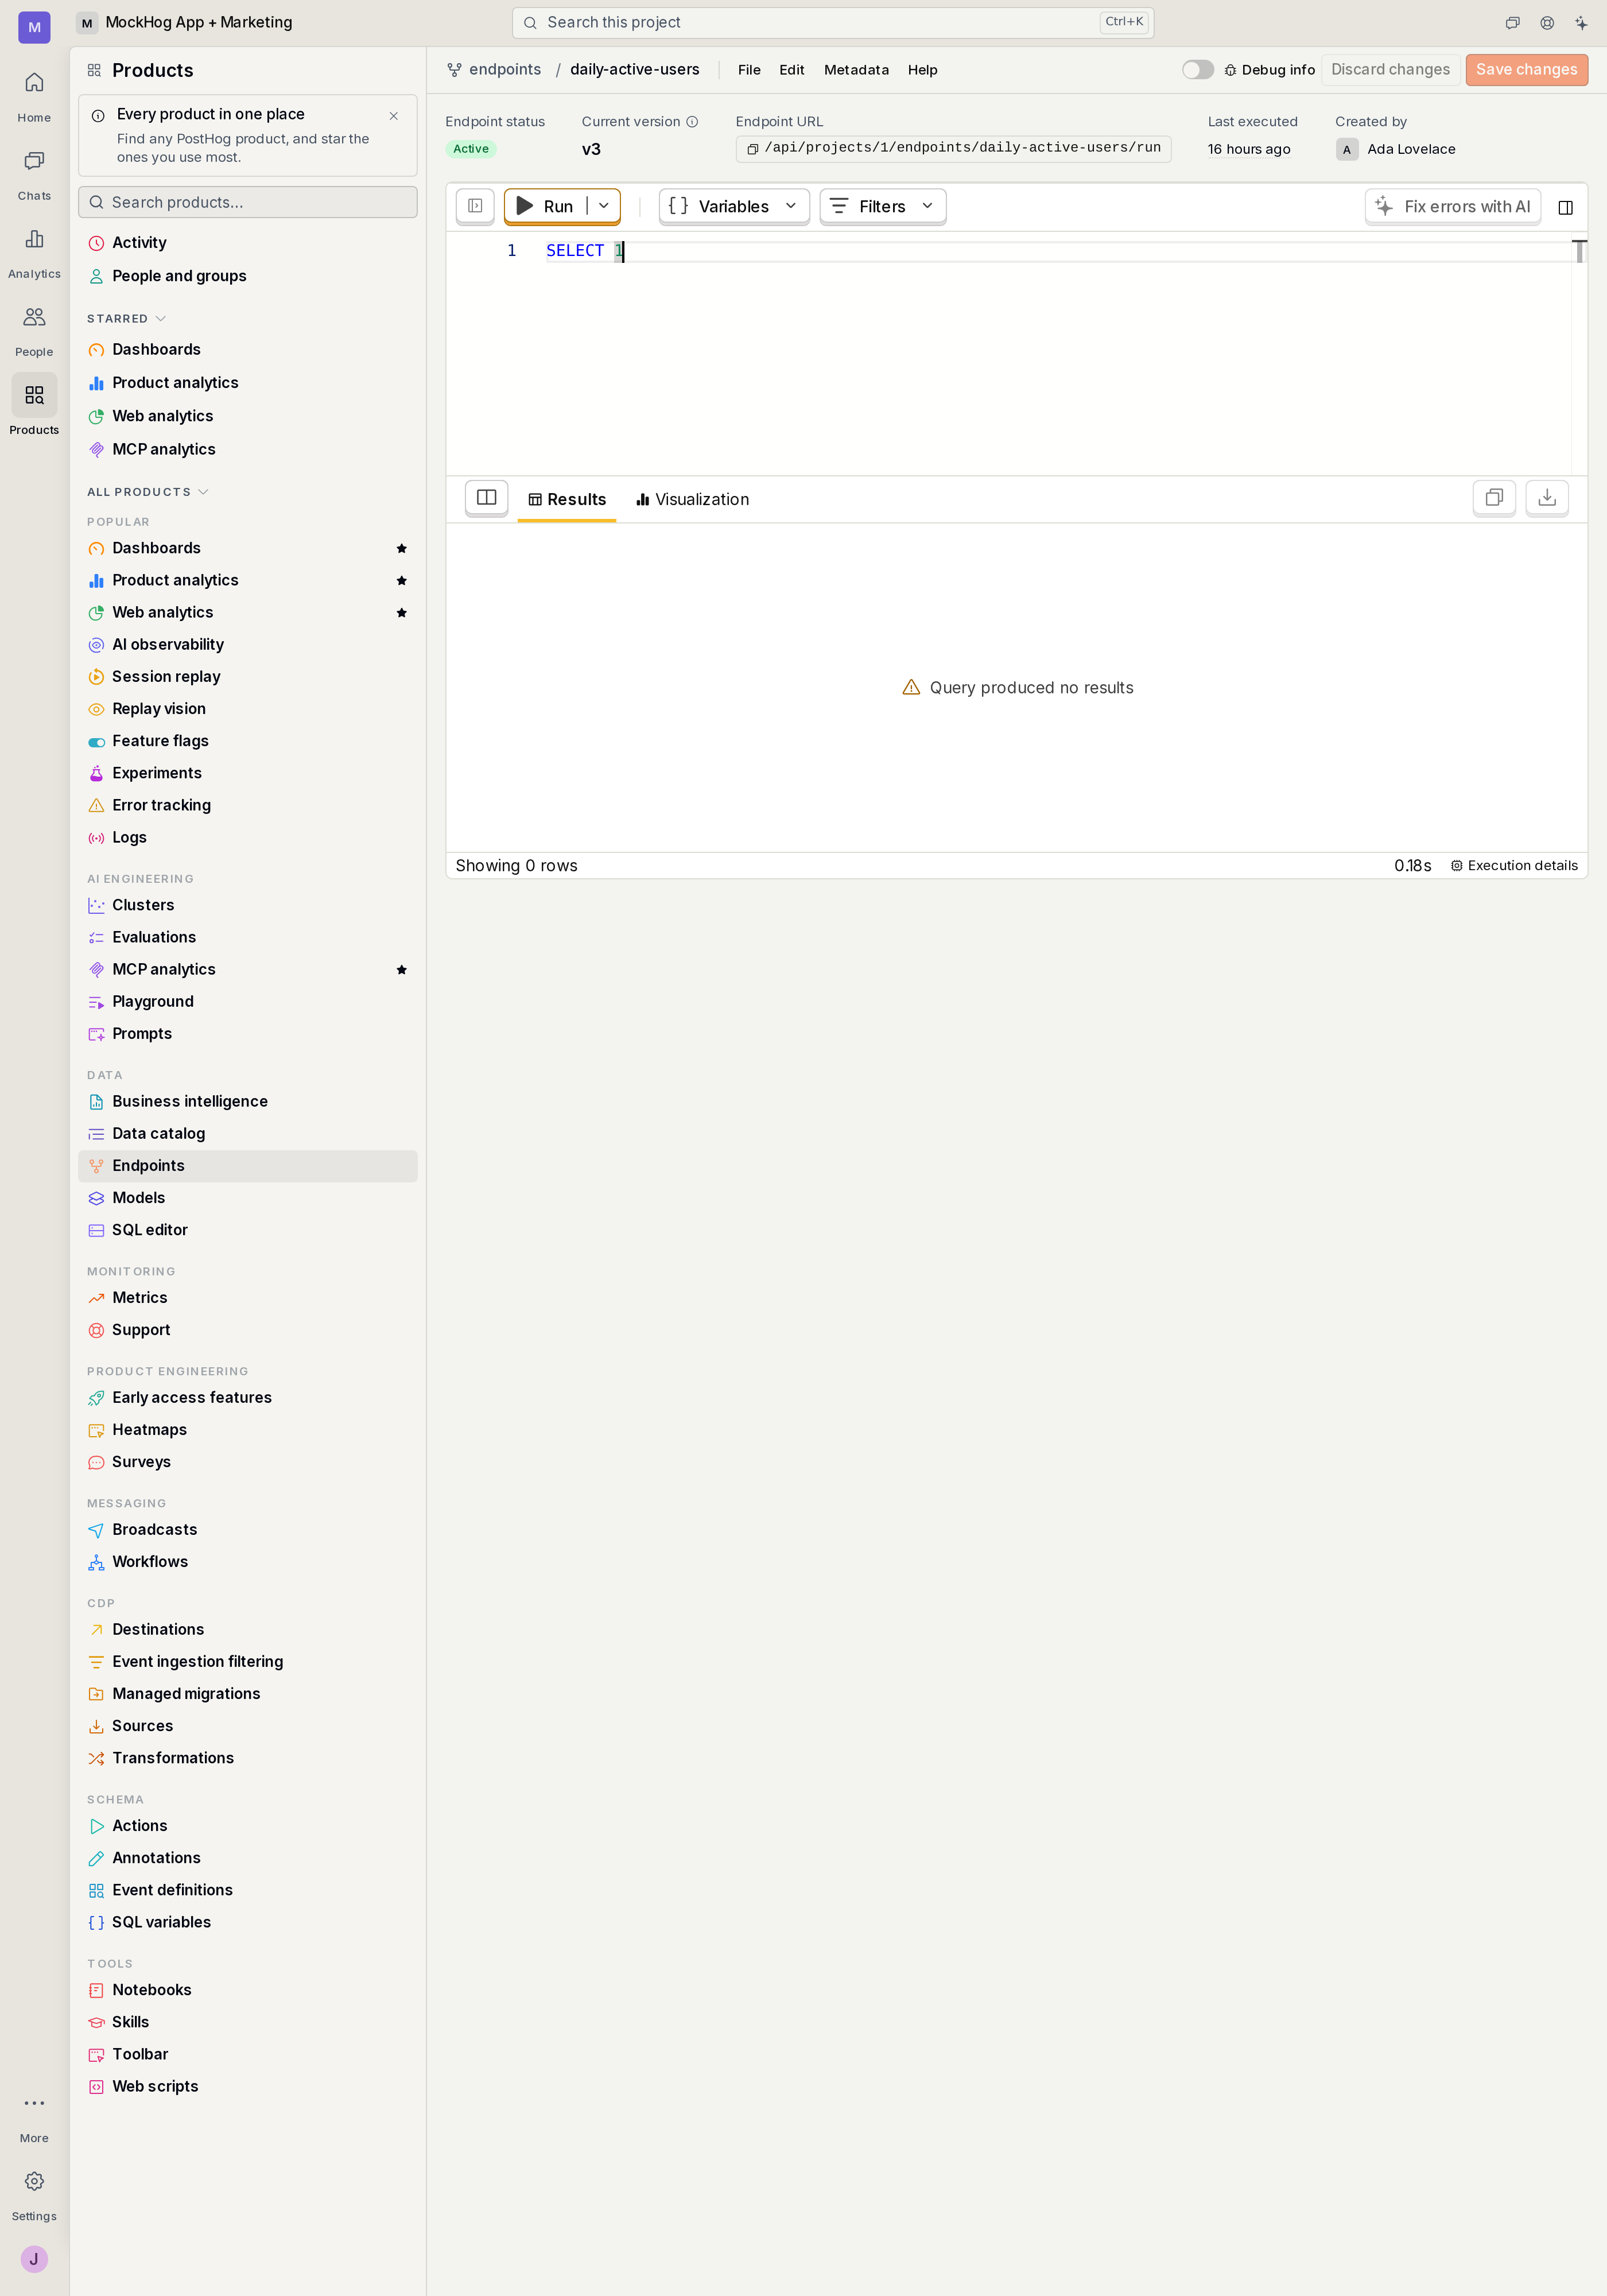 M
M MockHog App + Marketing
Search this project
Ctrl+K
Home
Chats
Analytics
People
Products
More
Settings
J
Products
Every product in one place
Find any PostHog product, and star the
ones you use most.
Search products...
Activity
People and groups
STARRED
Dashboards
Product analytics
Web analytics
MCP analytics
ALL PRODUCTS
POPULAR
Dashboards
Product analytics
Web analytics
AI observability
Session replay
Replay vision
Feature flags
Experiments
Error tracking
Logs
AI ENGINEERING
Clusters
Evaluations
MCP analytics
Playground
Prompts
DATA
Business intelligence
Data catalog
Endpoints
Models
SQL editor
MONITORING
Metrics
Support
PRODUCT ENGINEERING
Early access features
Heatmaps
Surveys
MESSAGING
Broadcasts
Workflows
CDP
Destinations
Event ingestion filtering
Managed migrations
Sources
Transformations
SCHEMA
Actions
Annotations
Event definitions
SQL variables
TOOLS
Notebooks
Skills
Toolbar
Web scripts
endpoints / daily-active-users File Edit Metadata Help Debug info Discard changes Save changes
Endpoint status
Active
Current version
v3
Endpoint URL
/api/projects/1/endpoints/daily-active-users/run
Last executed
16 hours ago
Created by
A Ada Lovelace
Run Variables Filters Fix errors with AI
1 SELECT 1
Results Visualization
Query produced no results
Showing 0 rows 0.18s Execution details